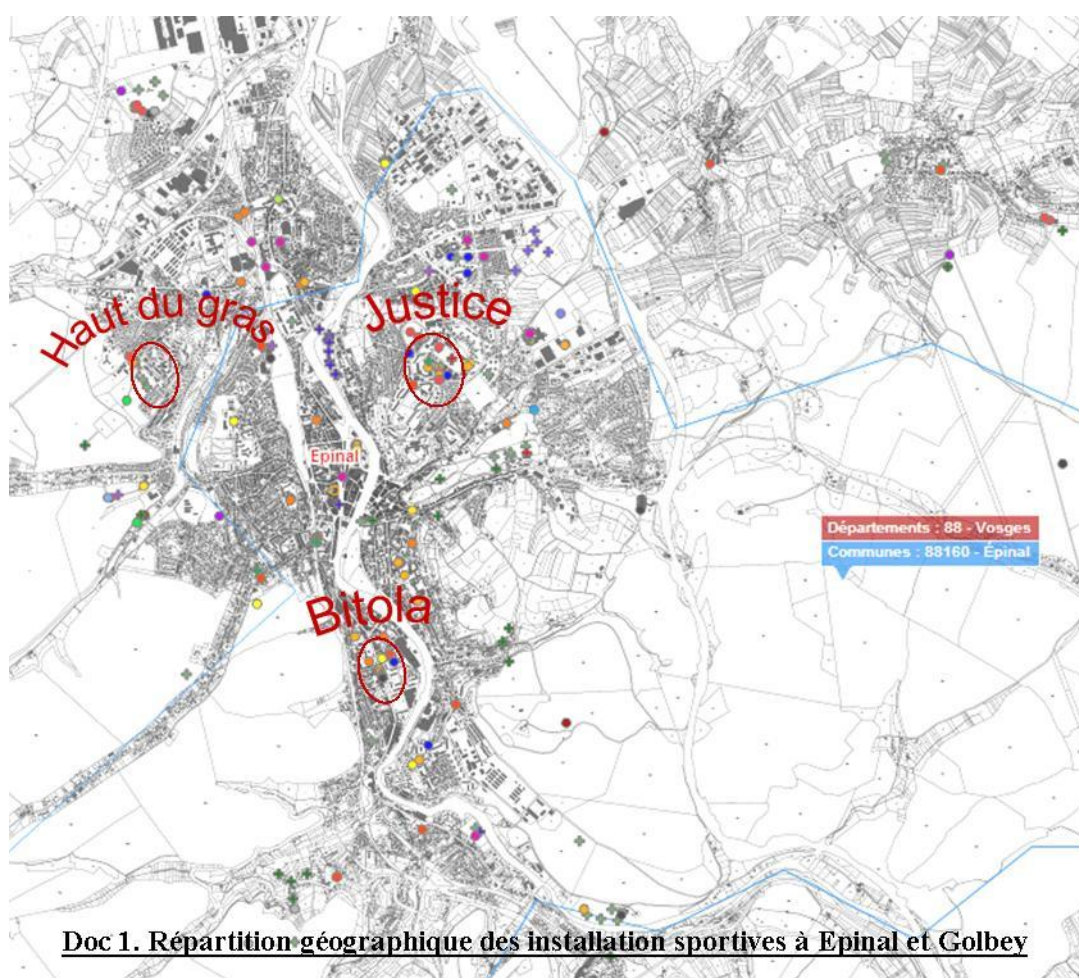 Haut du gras
Justice
Epinal
Départements : 88 - Vosges
Communes : 88160 - Épinal
Bitola
Doc 1. Répartition géographique des installation sportives à Epinal et Golbey